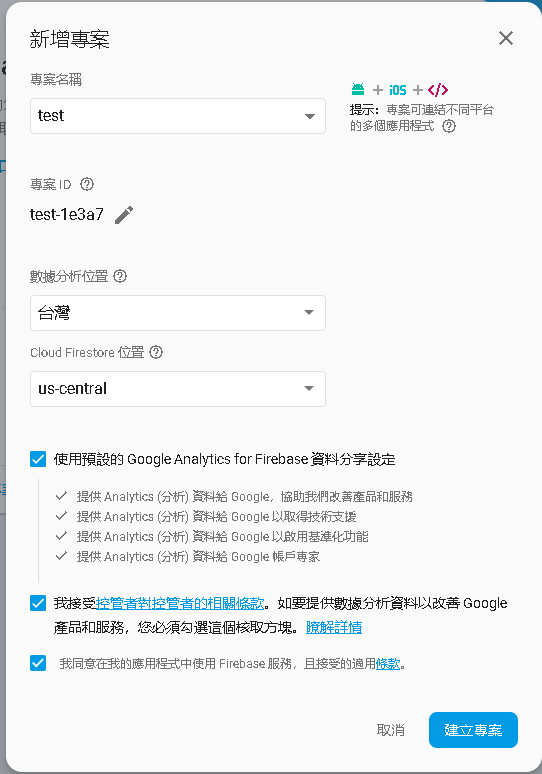 新增專案
專案名稱
test
iOS
提示：專案可連結不同平台
的多個應用程式
專案 ID
test-1e3a7
數據分析位置
台灣
Cloud Firestore 位置
us-central
使用預設的 Google Analytics for Firebase 資料分享設定
提供 Analytics (分析) 資料給 Google，協助我們改善產品和服務
提供 Analytics (分析) 資料給 Google 以取得技術支援
提供 Analytics (分析) 資料給 Google 以啟用基準化功能
提供 Analytics (分析) 資料給 Google 帳戶專家
我接受控管者對控管者的相關條款。如要提供數據分析資料以改善 Google
產品和服務，您必須勾選這個核取方塊。瞭解詳情
我同意在我的應用程式中使用 Firebase 服務，且接受的適用條款。
取消
建立專案